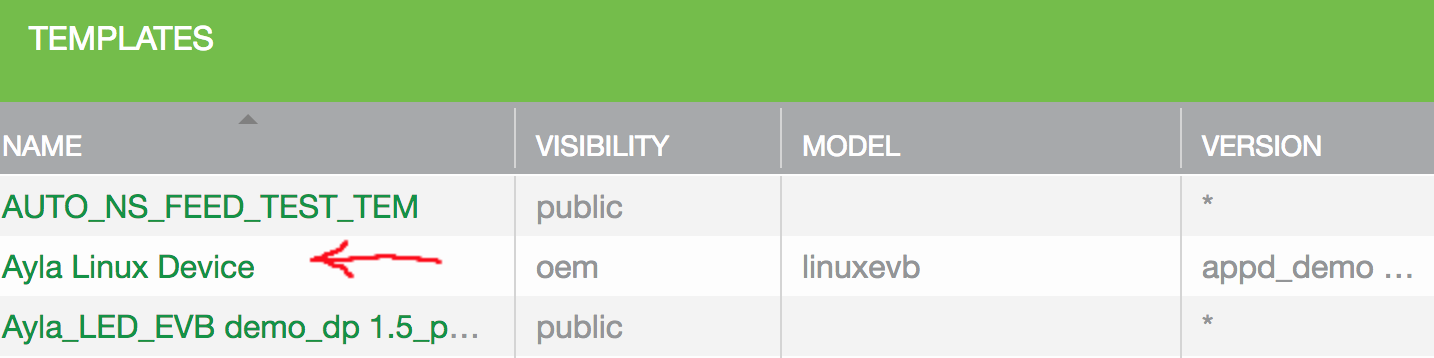 TEMPLATES
NAME VISIBILITY MODEL VERSION
AUTO_NS_FEED_TEST_TEM public *
Ayla Linux Device oem linuxevb appd_demo ...
Ayla_LED_EVB demo_dp 1.5_p... public *